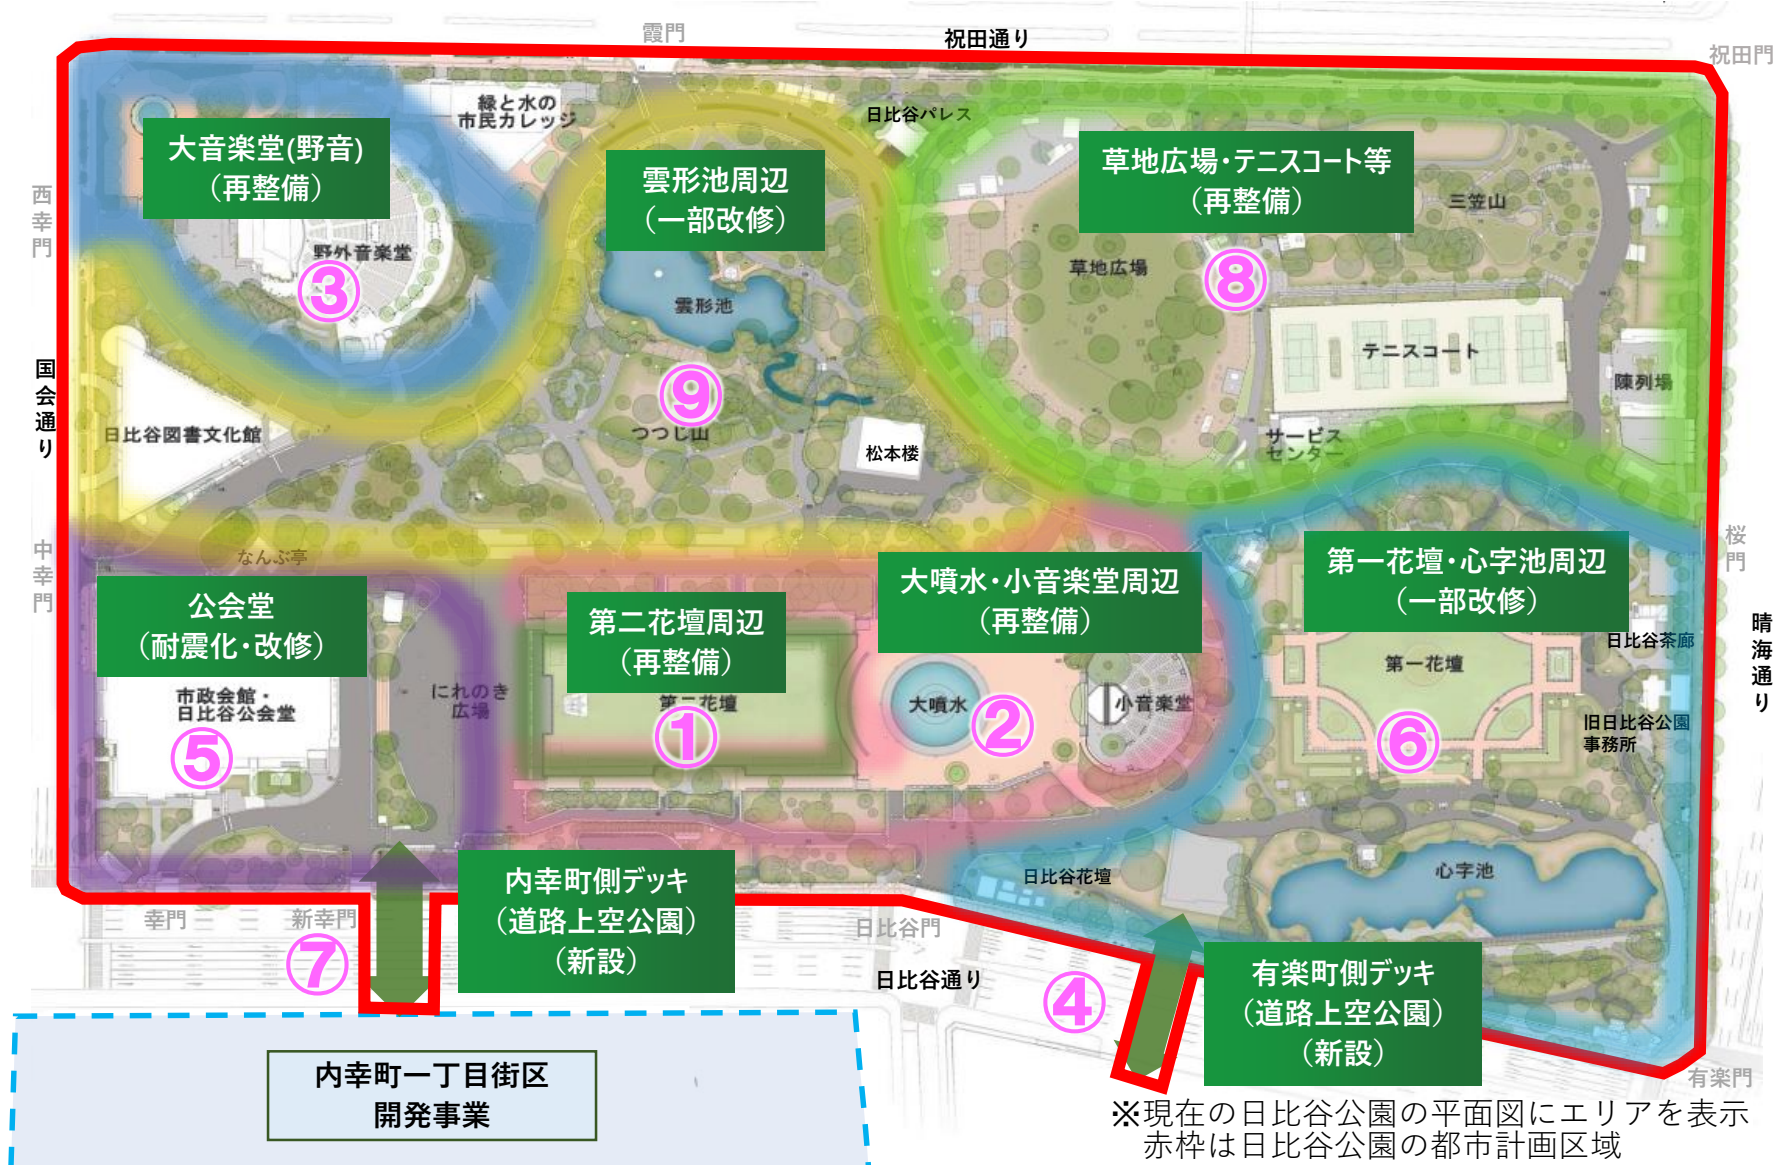 霞門
祝田通り
祝田門
緑と水の
市民カレッジ
日比谷パレス
大音楽堂(野音)
(再整備)
雲形池周辺
(一部改修)
草地広場・テニスコート等
(再整備)
西幸門
三笠山
野外音楽堂
③
草地広場
⑧
雲形池
国会通り
テニスコート
陳列場
⑨
日比谷図書文化館
つつじ山
松本楼
サービス
センター
中幸門
なんぶ亭
桜門
公会堂
(耐震化・改修)
第二花壇周辺
(再整備)
大噴水・小音楽堂周辺
(再整備)
第一花壇・心字池周辺
(一部改修)
晴海通り
日比谷茶廊
第一花壇
市政会館・
日比谷公会堂
にれのき
広場
第二花壇
大噴水
小音楽堂
旧日比谷公園
事務所
⑤
①
②
⑥
内幸町側デッキ
(道路上空公園)
(新設)
日比谷花壇
心字池
幸門
新幸門
日比谷門
⑦
日比谷通り
④
有楽町側デッキ
(道路上空公園)
(新設)
内幸町一丁目街区
開発事業
有楽門
※現在の日比谷公園の平面図にエリアを表示
赤枠は日比谷公園の都市計画区域